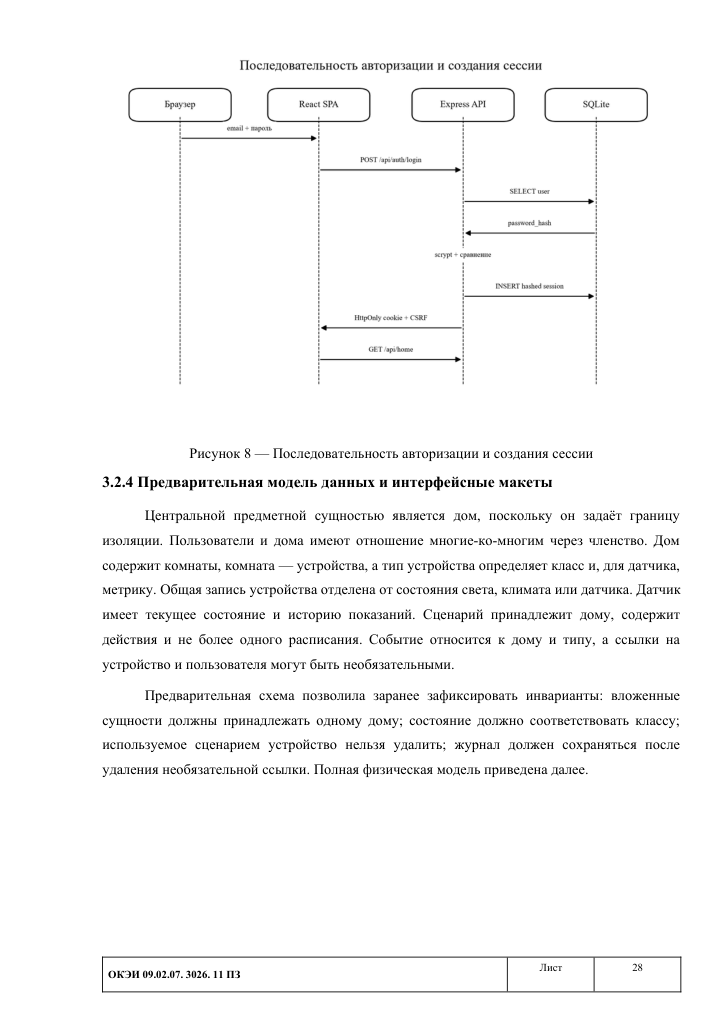 Последовательность авторизации и создания сессии
Браузер
React SPA
Express API
SQLite
email + пароль
POST /api/auth/login
SELECT user
password_hash
scrypt + сравнение
INSERT hashed session
HttpOnly cookie + CSRF
GET /api/home
Рисунок 8 — Последовательность авторизации и создания сессии
3.2.4 Предварительная модель данных и интерфейсные макеты
Центральной предметной сущностью является дом, поскольку он задаёт границу
изоляции. Пользователи и дома имеют отношение многие-ко-многим через членство. Дом
содержит комнаты, комната — устройства, а тип устройства определяет класс и, для датчика,
метрику. Общая запись устройства отделена от состояния света, климата или датчика. Датчик
имеет текущее состояние и историю показаний. Сценарий принадлежит дому, содержит
действия и не более одного расписания. Событие относится к дому и типу, а ссылки на
устройство и пользователя могут быть необязательными.
Предварительная схема позволила заранее зафиксировать инварианты: вложенные
сущности должны принадлежать одному дому; состояние должно соответствовать классу;
используемое сценарием устройство нельзя удалить; журнал должен сохраняться после
удаления необязательной ссылки. Полная физическая модель приведена далее.
ОКЭИ 09.02.07. 3026. 11 ПЗ
Лист
28